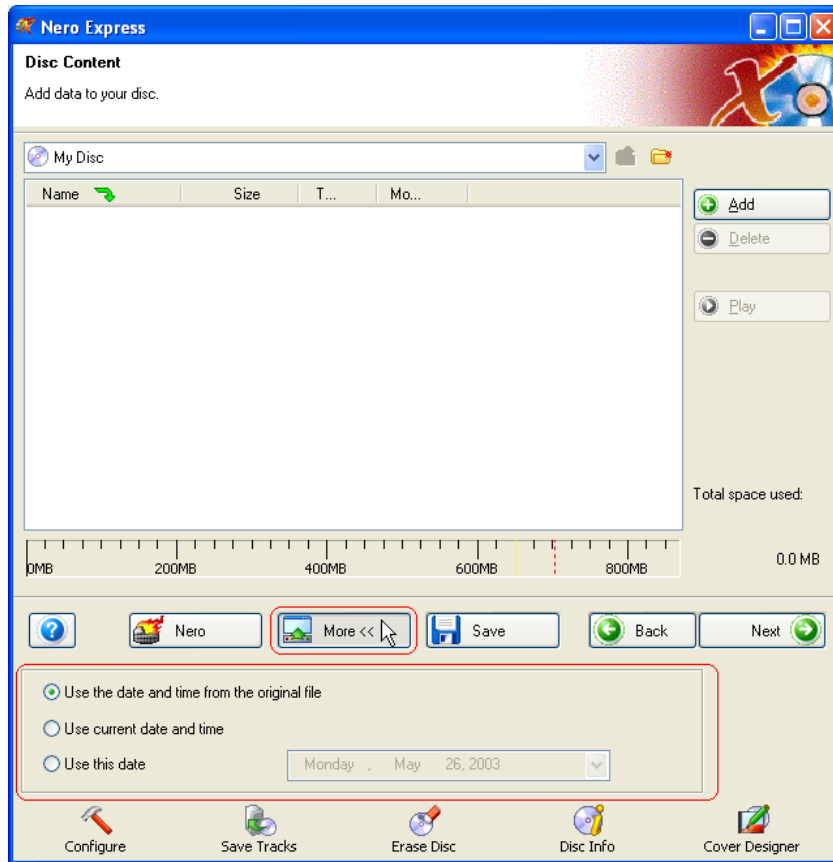 Nero Express
Disc Content
Add data to your disc.
My Disc
Name Size T... Mo...
Add
Delete
Play
Total space used:
0MB 200MB 400MB 600MB 800MB 0.0 MB
Nero More << Save Back Next
Use the date and time from the original file
Use current date and time
Use this date Monday , May 26, 2003
Configure Save Tracks Erase Disc Disc Info Cover Designer